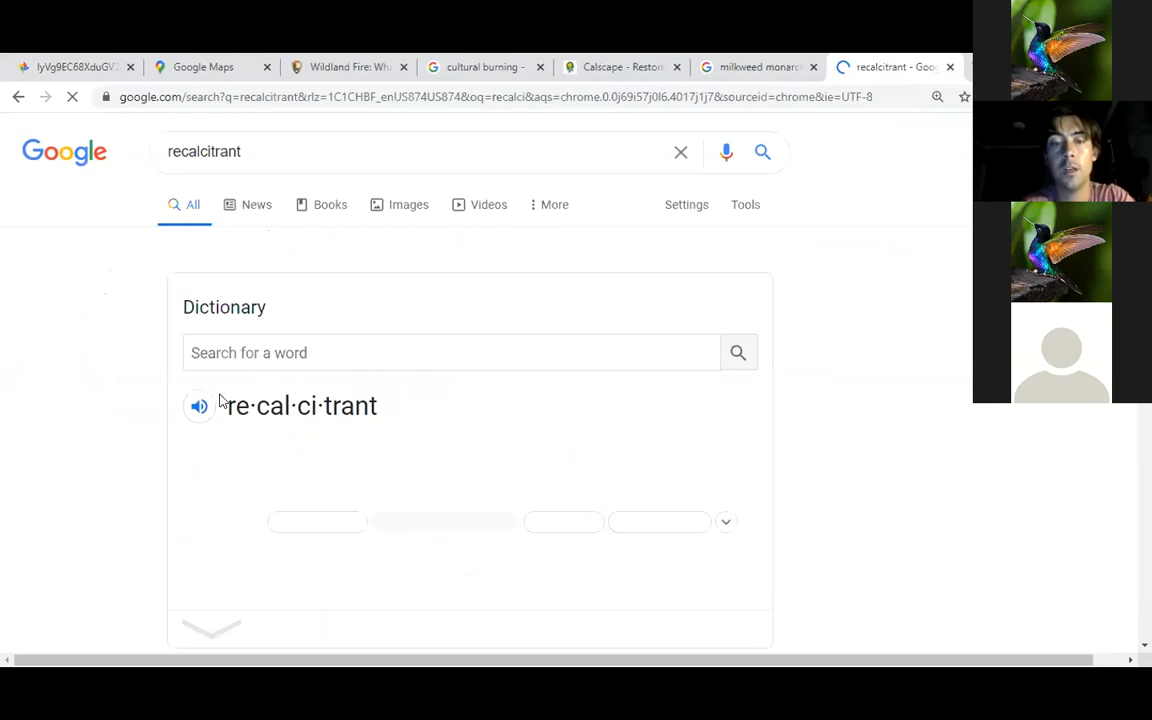 lyVg9EC68XduGV
Google Maps
Wildland Fire: Wha
cultural burning -
Calscape - Restor
milkweed monarc
recalcitrant - Goo
google.com/search?q=recalcitrant&rlz=1C1CHBF_enUS874US874&oq=recalci&aqs=chrome.0.0j69i57j0l6.4017j1j7&sourceid=chrome&ie=UTF-8
Google
recalcitrant
All
News
Books
Images
Videos
More
Settings
Tools
Dictionary
Search for a word
re·cal·ci·trant